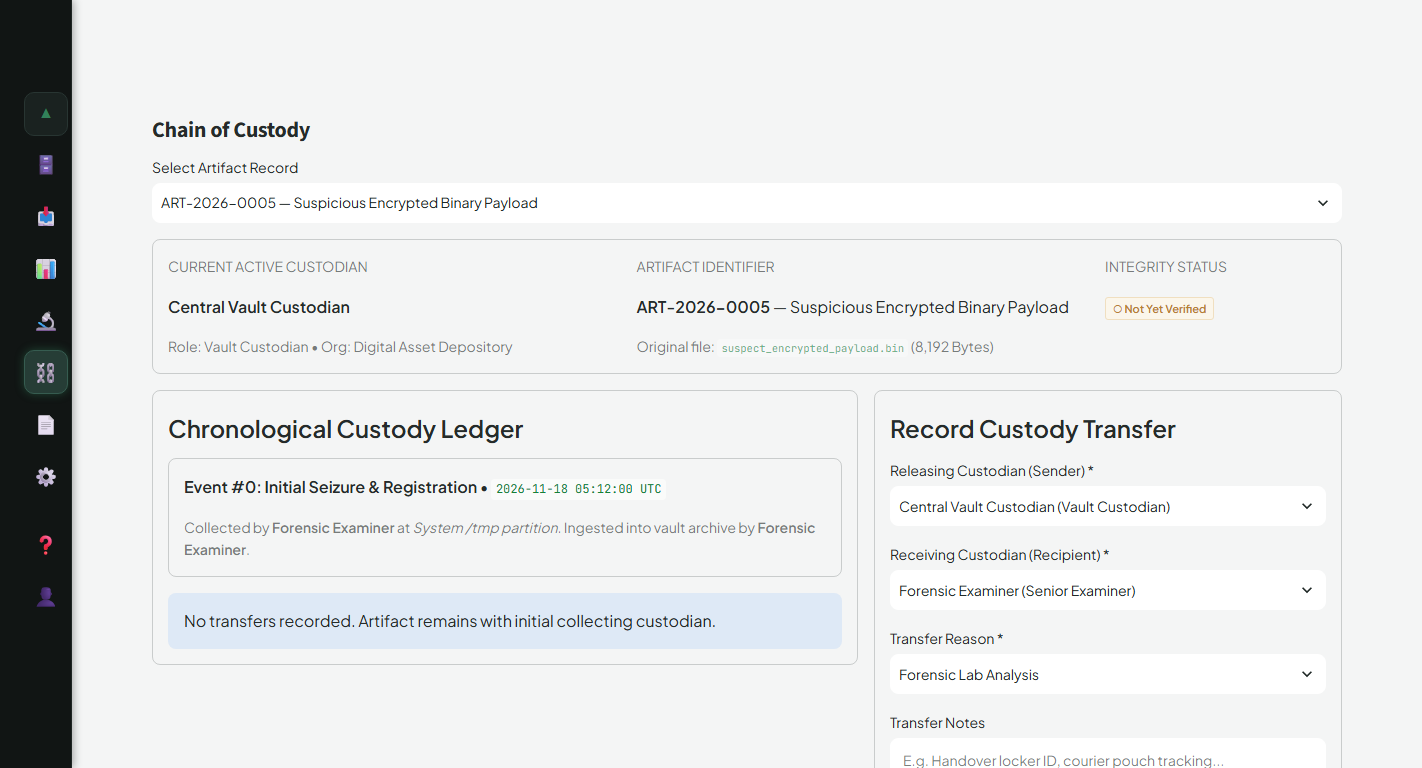 Chain of Custody
Select Artifact Record
ART-2026-0005 — Suspicious Encrypted Binary Payload
CURRENT ACTIVE CUSTODIAN
Central Vault Custodian
Role: Vault Custodian • Org: Digital Asset Depository
ARTIFACT IDENTIFIER
ART-2026-0005 — Suspicious Encrypted Binary Payload
Original file: suspect_encrypted_payload.bin (8,192 Bytes)
INTEGRITY STATUS
○ Not Yet Verified
Chronological Custody Ledger
Event #0: Initial Seizure & Registration • 2026-11-18 05:12:00 UTC
Collected by Forensic Examiner at System /tmp partition. Ingested into vault archive by Forensic
Examiner.
No transfers recorded. Artifact remains with initial collecting custodian.
Record Custody Transfer
Releasing Custodian (Sender) *
Central Vault Custodian (Vault Custodian)
Receiving Custodian (Recipient) *
Forensic Examiner (Senior Examiner)
Transfer Reason *
Forensic Lab Analysis
Transfer Notes
E.g. Handover locker ID, courier pouch tracking...